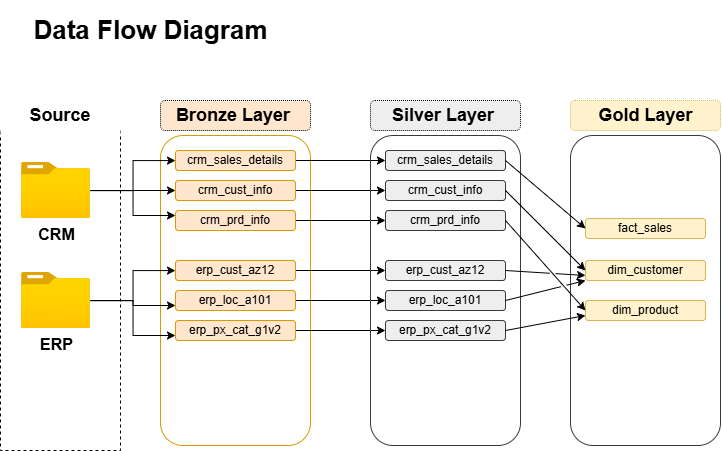 Data Flow Diagram
Source
Bronze Layer
Silver Layer
Gold Layer
CRM
ERP
crm_sales_details
crm_cust_info
crm_prd_info
erp_cust_az12
erp_loc_a101
erp_px_cat_g1v2
crm_sales_details
crm_cust_info
crm_prd_info
erp_cust_az12
erp_loc_a101
erp_px_cat_g1v2
fact_sales
dim_customer
dim_product